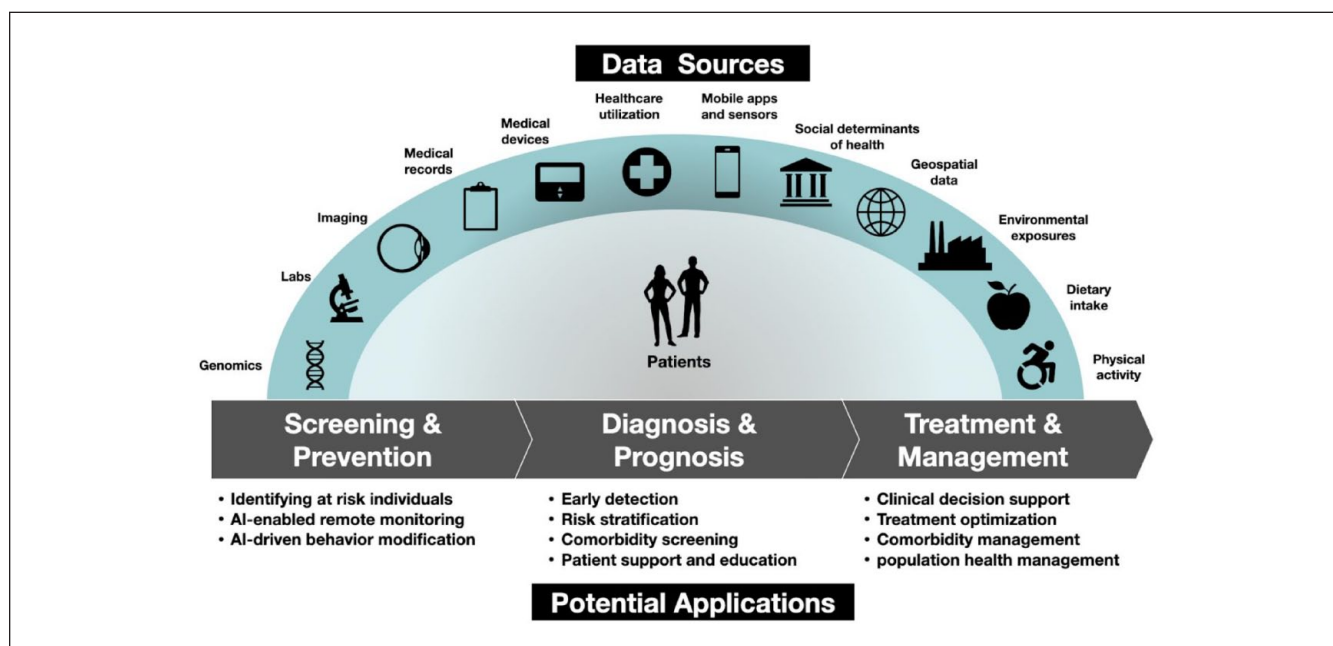 Data Sources
Healthcare
utilization
Mobile apps
and sensors
Medical
devices
Social determinants
of health
Medical
records
Geospatial
data
Imaging
Environmental
exposures
Labs
Dietary
intake
Genomics
Physical
activity
Patients
Screening &
Prevention
Diagnosis &
Prognosis
Treatment &
Management
• Identifying at risk individuals
• AI-enabled remote monitoring
• AI-driven behavior modification
• Early detection
• Risk stratification
• Comorbidity screening
• Patient support and education
• Clinical decision support
• Treatment optimization
• Comorbidity management
• population health management
Potential Applications